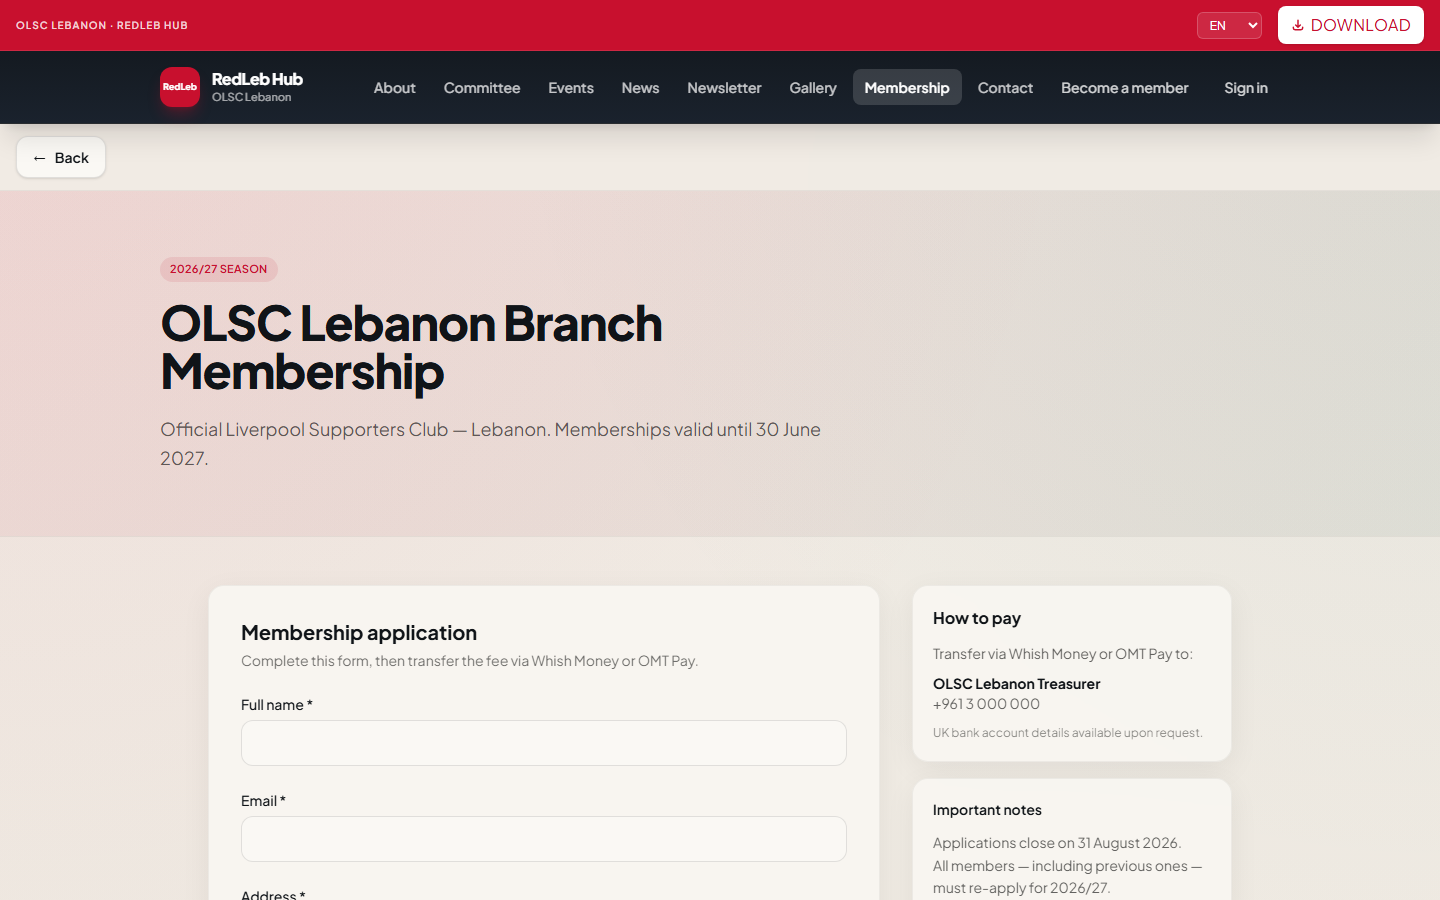 OLSC LEBANON · REDLEB HUB
EN
DOWNLOAD
RedLeb
RedLeb Hub
OLSC Lebanon
About
Committee
Events
News
Newsletter
Gallery
Membership
Contact
Become a member
Sign in
← Back
2026/27 SEASON
OLSC Lebanon Branch
Membership
Official Liverpool Supporters Club — Lebanon. Memberships valid until 30 June
2027.
Membership application
Complete this form, then transfer the fee via Whish Money or OMT Pay.
Full name *
Email *
Address *
How to pay
Transfer via Whish Money or OMT Pay to:
OLSC Lebanon Treasurer
+961 3 000 000
UK bank account details available upon request.
Important notes
Applications close on 31 August 2026.
All members — including previous ones —
must re-apply for 2026/27.